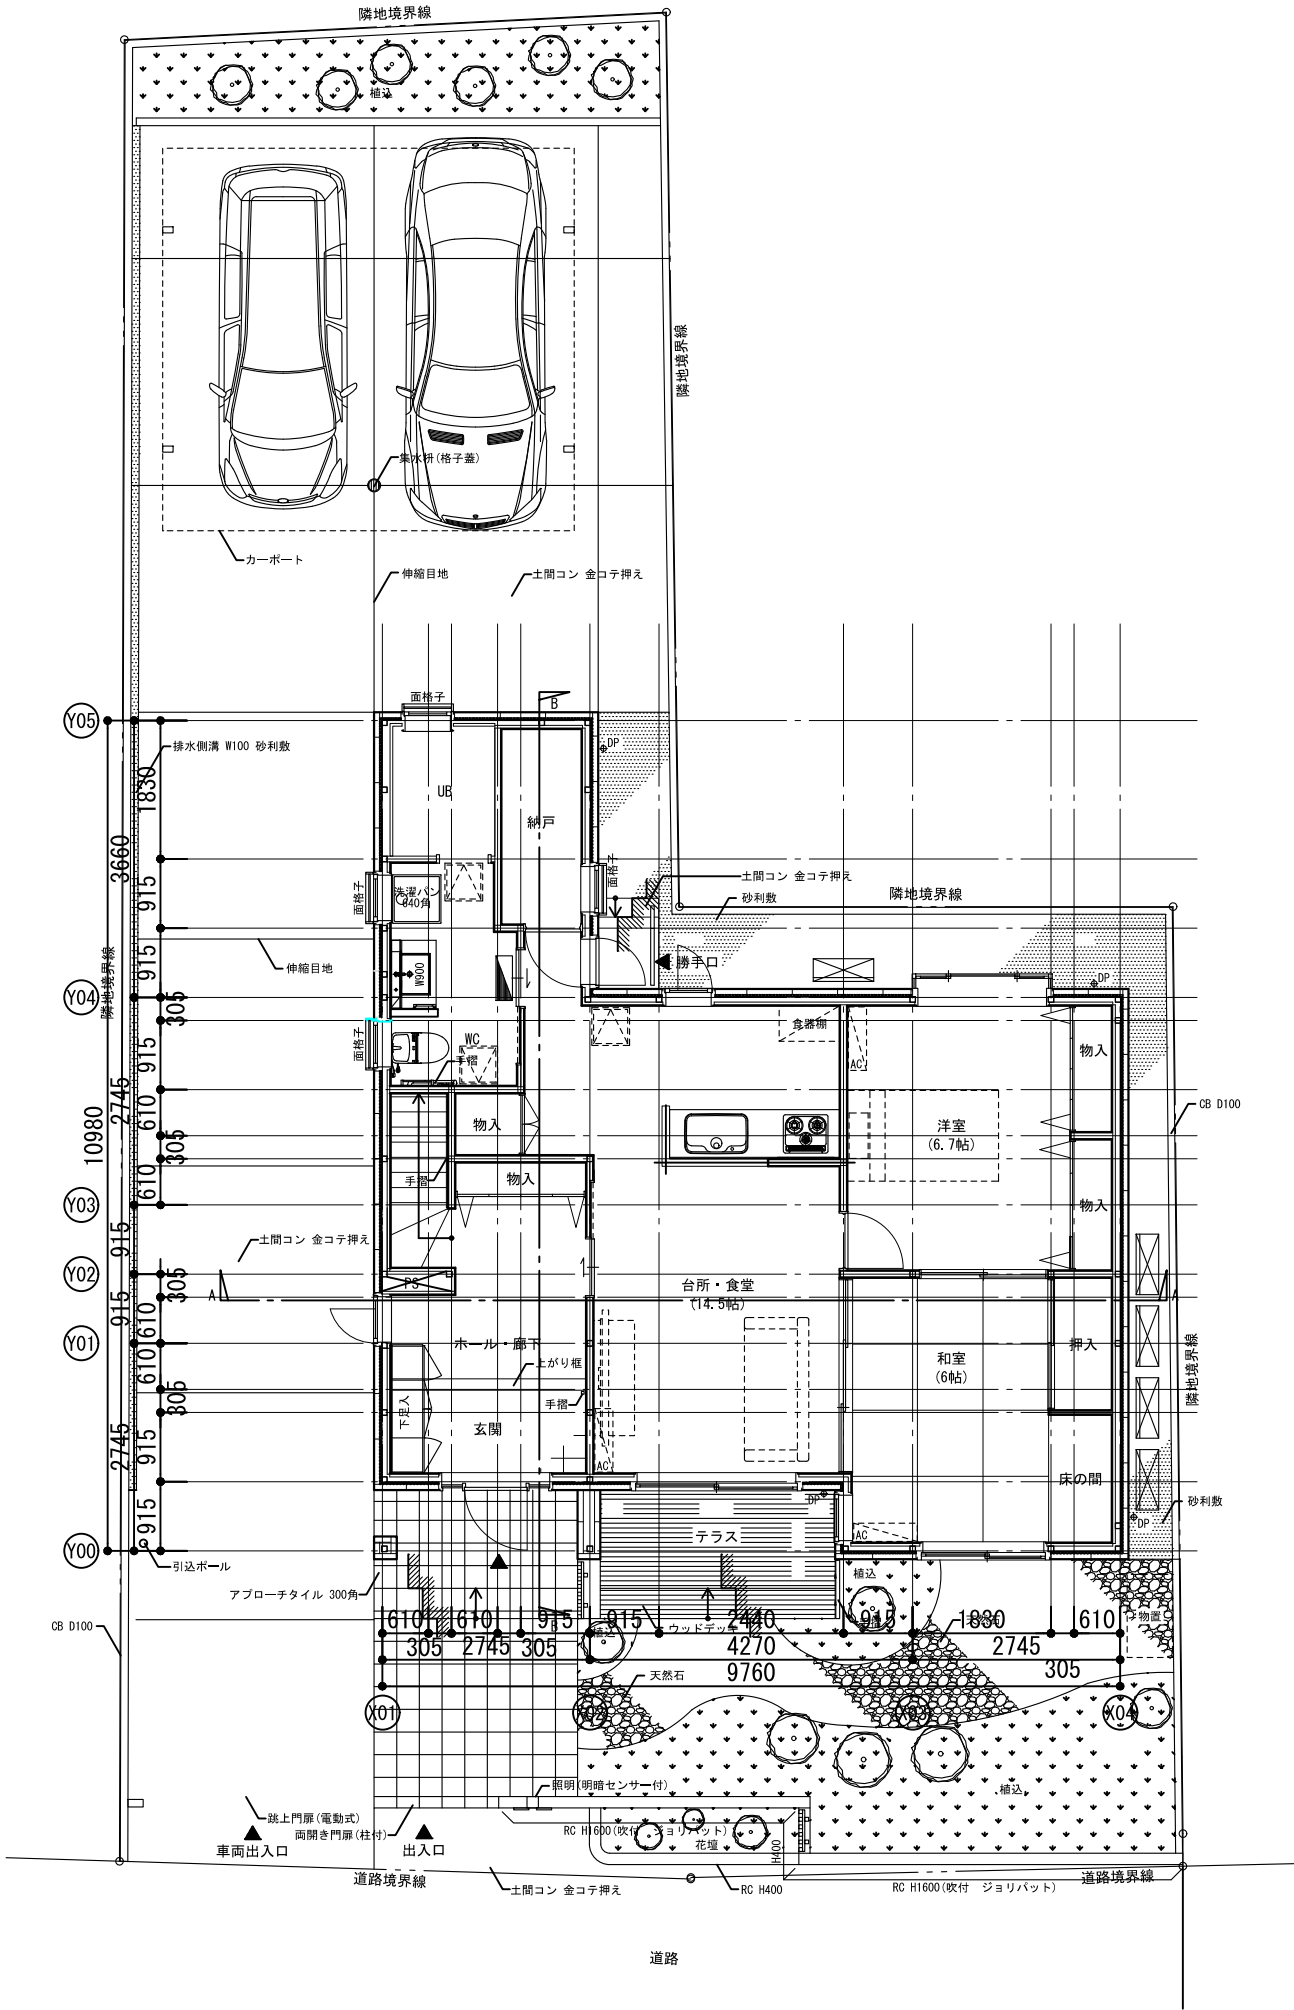 隣地境界線
植込
隣地境界線
集水枡(格子蓋)
カーポート
伸縮目地
土間コン 金コテ押え
面格子
B
Y05
排水側溝 W100 砂利敷
DP
1830
UB
納戸
3660
面格子
土間コン 金コテ押え
砂利敷
隣地境界線
915
面格子
洗濯パン
640角
勝手口
隣地境界線
915
伸縮目地
W900
DP
Y04
305
食器棚
面格子
WC
手摺
AC
物入
915
2745
610
10980
物入
洋室
(6.7帖)
CB D100
305
手摺
物入
610
Y03
物入
915
土間コン 金コテ押え
Y02
305
PS
台所・食堂
(14.5帖)
A
A
915
610
Y01
ホール・廊下
押入
隣地境界線
610
上がり框
和室
(6帖)
305
手摺
下足入
玄関
2745
915
AC
床の間
DP
砂利敷
915
テラス
AC
DP
Y00
引込ポール
アプローチタイル 300角
植込
CB D100
B
610
610
915
915
2440
915
1830
610
物置
植込
ウッドデッキ
305
2745
305
4270
2745
天然石
9760
305
X01
X02
X03
X04
照明(明暗センサー付)
植込
跳上門扉(電動式)
両開き門扉(柱付)
RC H1600(吹付 ジョリパット)
花壇
H400
車両出入口
出入口
道路境界線
土間コン 金コテ押え
RC H400
RC H1600(吹付 ジョリパット)
道路境界線
道路